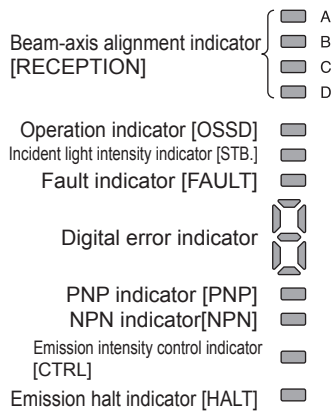 A
Beam-axis alignment indicator
B
[RECEPTION]
C
D
Operation indicator [OSSD]
Incident light intensity indicator [STB.]
Fault indicator [FAULT]
Digital error indicator
PNP indicator [PNP]
NPN indicator[NPN]
Emission intensity control indicator
[CTRL]
Emission halt indicator [HALT]